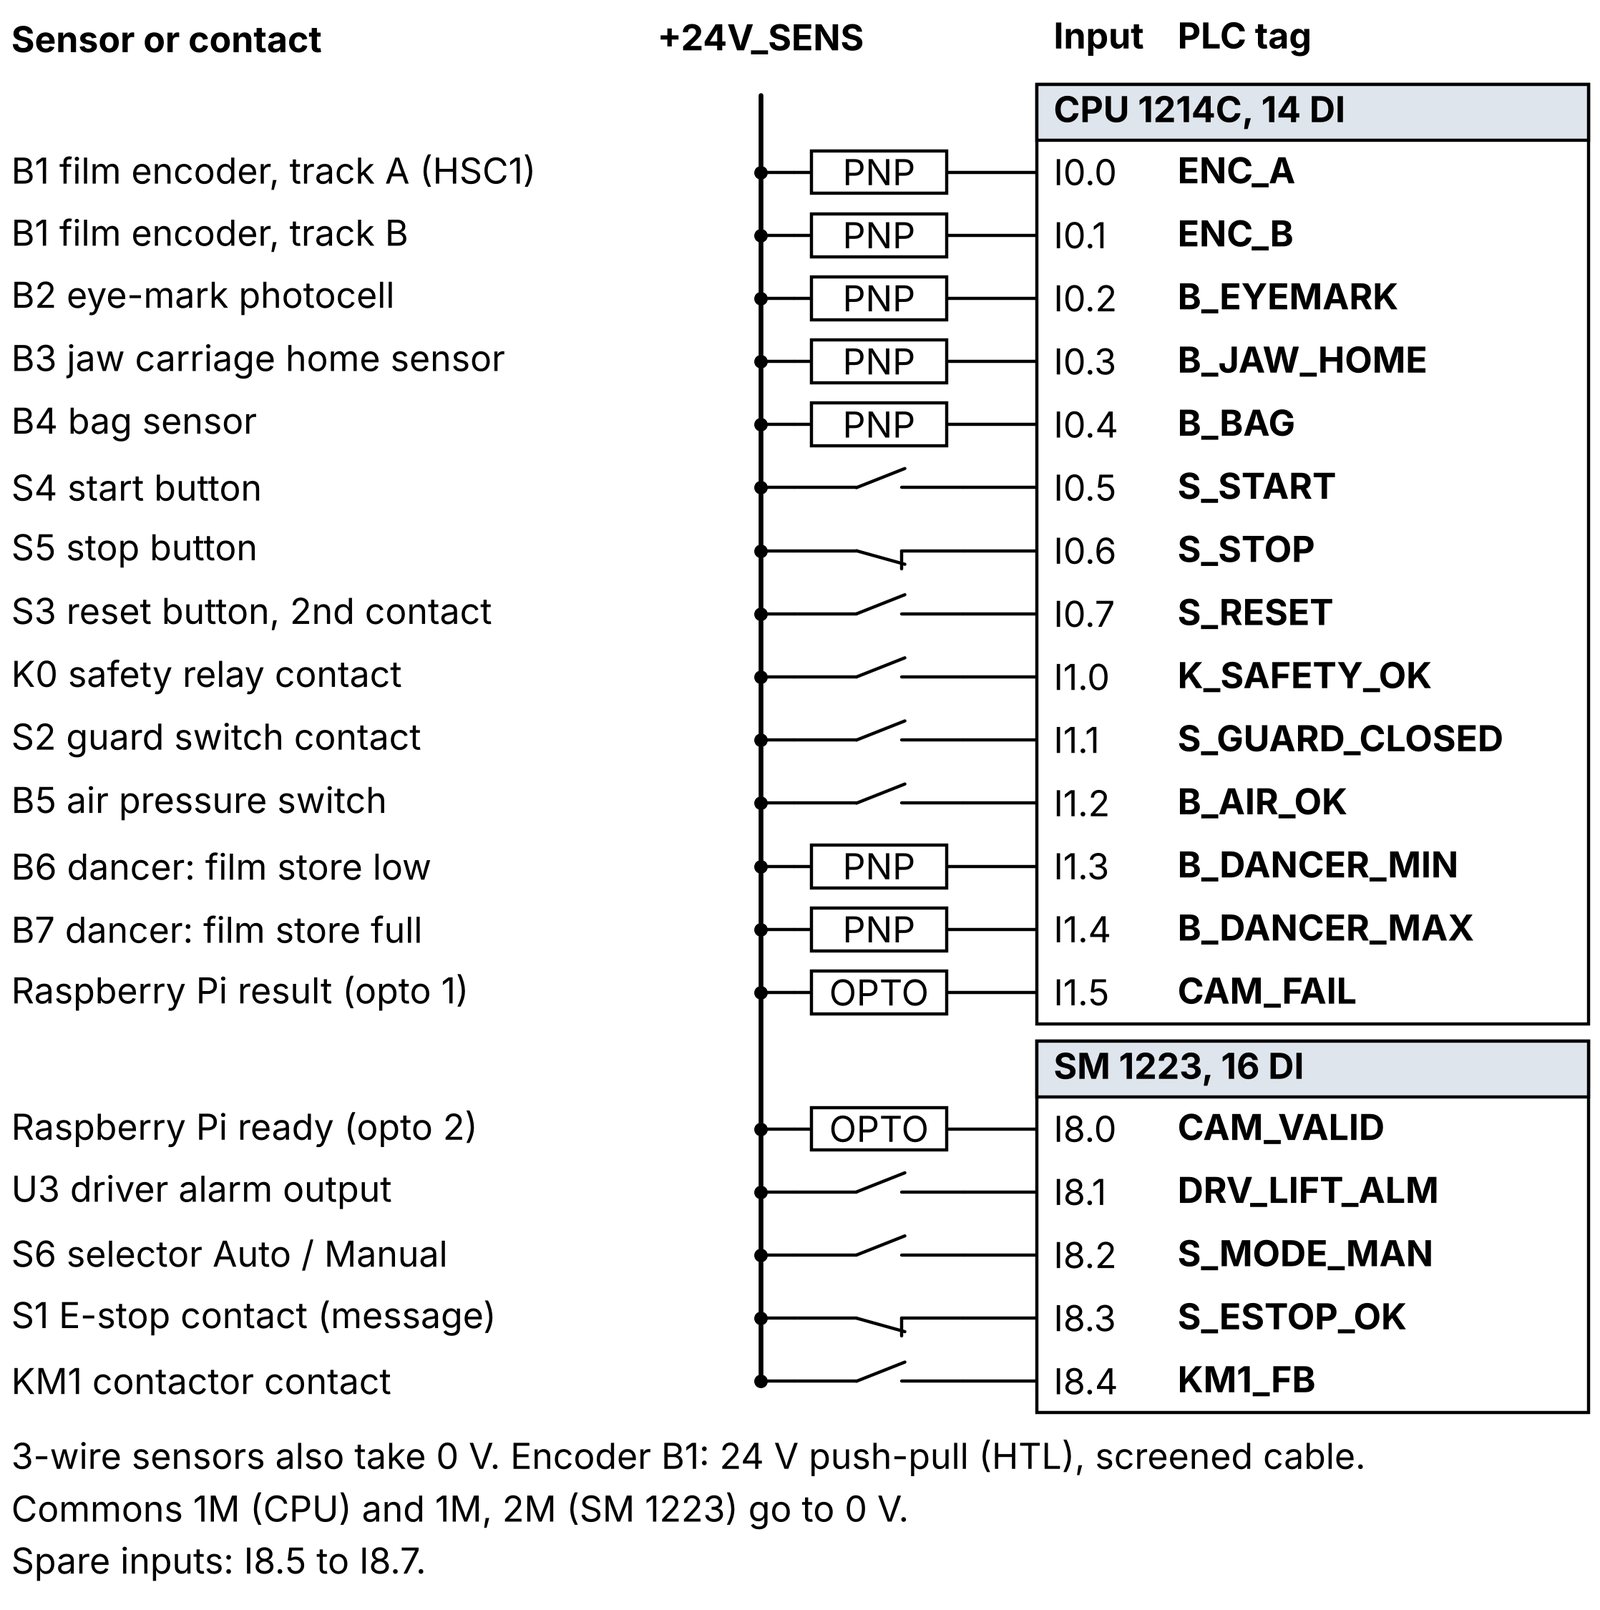 Sensor or contact +24V_SENS Input PLC tag
CPU 1214C, 14 DI
B1 film encoder, track A (HSC1) PNP I0.0 ENC_A
B1 film encoder, track B PNP I0.1 ENC_B
B2 eye-mark photocell PNP I0.2 B_EYEMARK
B3 jaw carriage home sensor PNP I0.3 B_JAW_HOME
B4 bag sensor PNP I0.4 B_BAG
S4 start button I0.5 S_START
S5 stop button I0.6 S_STOP
S3 reset button, 2nd contact I0.7 S_RESET
K0 safety relay contact I1.0 K_SAFETY_OK
S2 guard switch contact I1.1 S_GUARD_CLOSED
B5 air pressure switch I1.2 B_AIR_OK
B6 dancer: film store low PNP I1.3 B_DANCER_MIN
B7 dancer: film store full PNP I1.4 B_DANCER_MAX
Raspberry Pi result (opto 1) OPTO I1.5 CAM_FAIL
SM 1223, 16 DI
Raspberry Pi ready (opto 2) OPTO I8.0 CAM_VALID
U3 driver alarm output I8.1 DRV_LIFT_ALM
S6 selector Auto / Manual I8.2 S_MODE_MAN
S1 E-stop contact (message) I8.3 S_ESTOP_OK
KM1 contactor contact I8.4 KM1_FB
3-wire sensors also take 0 V. Encoder B1: 24 V push-pull (HTL), screened cable.
Commons 1M (CPU) and 1M, 2M (SM 1223) go to 0 V.
Spare inputs: I8.5 to I8.7.